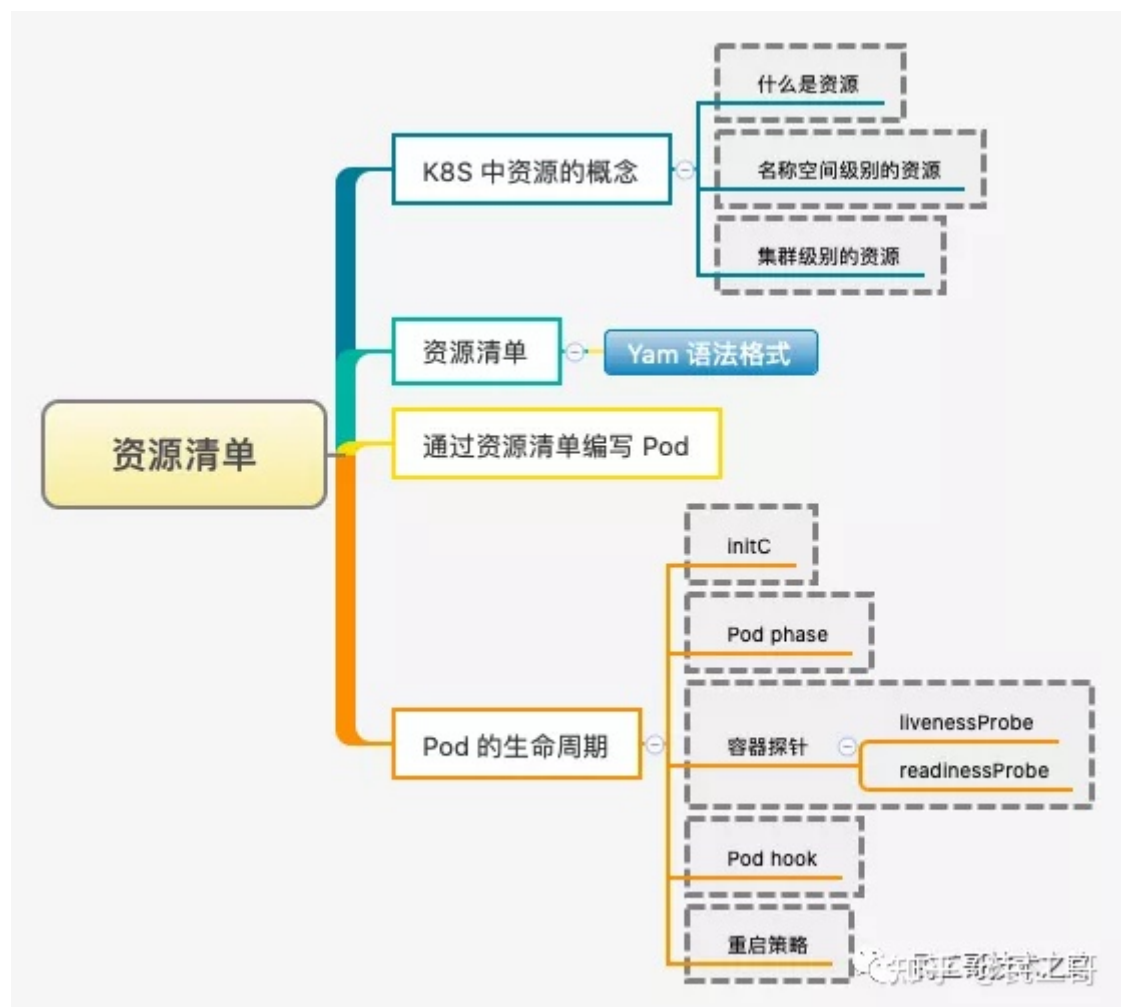 什么是资源
K8S 中资源的概念
名称空间级别的资源
集群级别的资源
资源清单
Yam 语法格式
资源清单
通过资源清单编写 Pod
initC
Pod phase
Pod 的生命周期
容器探针
livenessProbe
readinessProbe
Pod hook
重启策略